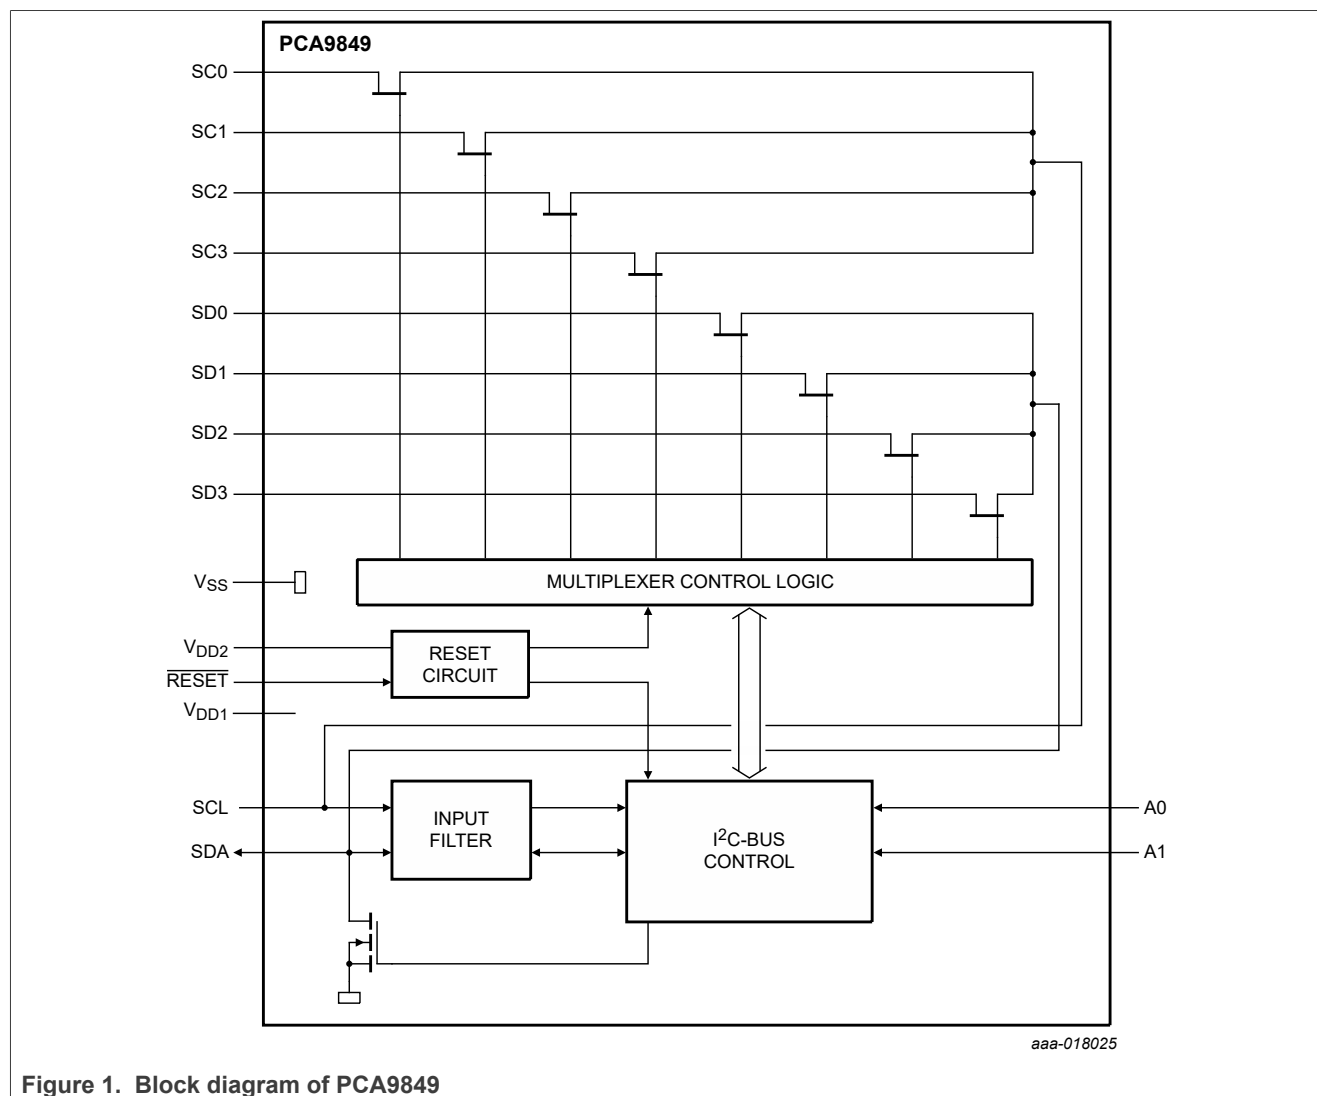 PCA9849
SC0
SC1
SC2
SC3
SD0
SD1
SD2
SD3
VSS
MULTIPLEXER CONTROL LOGIC
VDD2
RESET
VDD1
RESET
CIRCUIT
SCL
SDA
INPUT
FILTER
I2C-BUS
CONTROL
A0
A1
aaa-018025
Figure 1. Block diagram of PCA9849